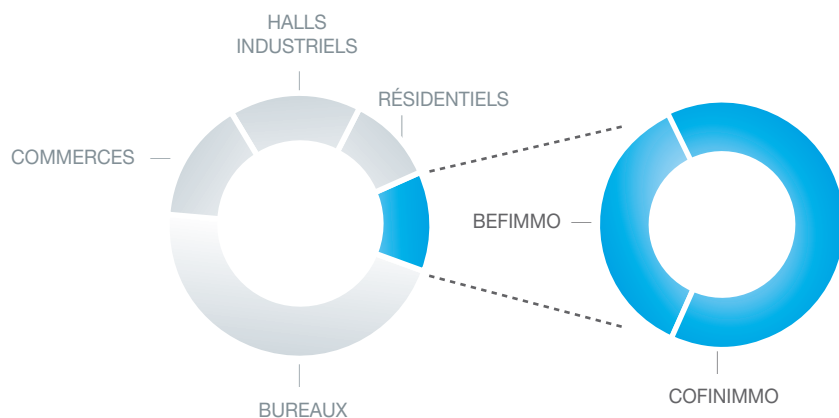 HALLS
INDUSTRIELS
RÉSIDENTIELS
COMMERCES
BEFIMMO
COFINIMMO
BUREAUX